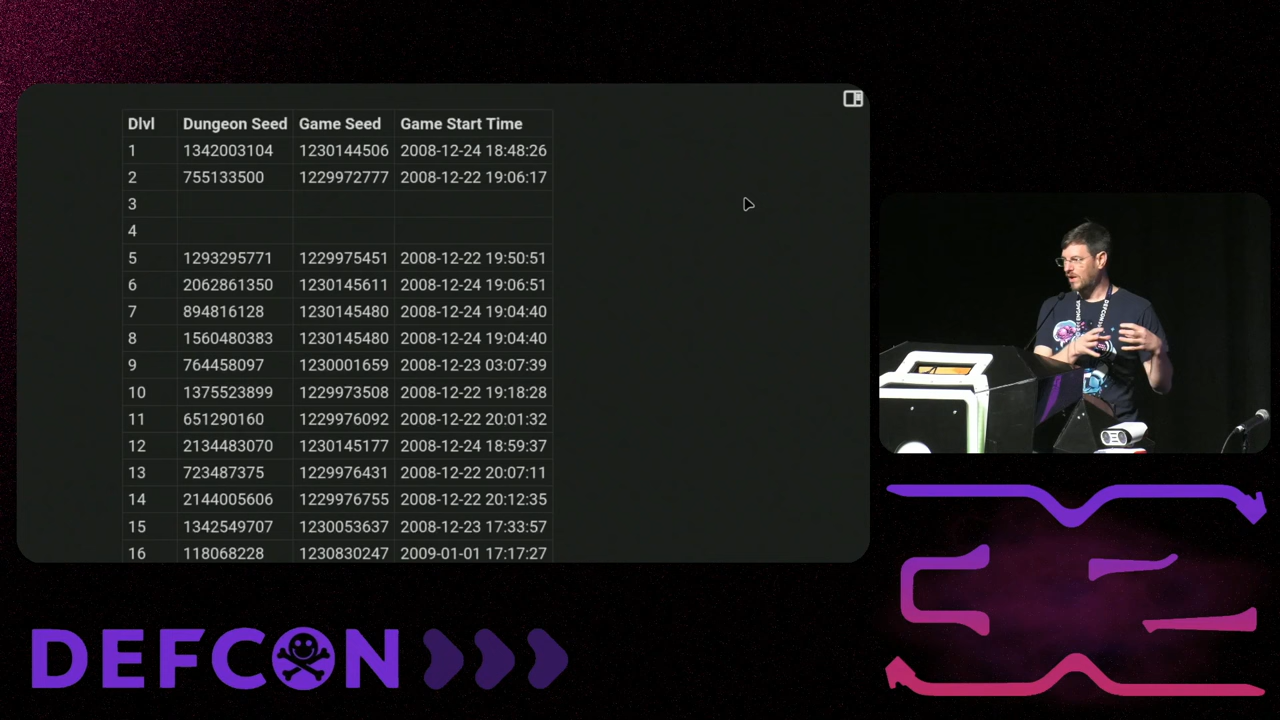 Dlvl Dungeon Seed Game Seed Game Start Time
1 1342003104 1230144506 2008-12-24 18:48:26
2 755133500 1229972777 2008-12-22 19:06:17
3
4
5 1293295771 1229975451 2008-12-22 19:50:51
6 2062861350 1230145611 2008-12-24 19:06:51
7 894816128 1230145480 2008-12-24 19:04:40
8 1560480383 1230145480 2008-12-24 19:04:40
9 764458097 1230001659 2008-12-23 03:07:39
10 1375523899 1229973508 2008-12-22 19:18:28
11 651290160 1229976092 2008-12-22 20:01:32
12 2134483070 1230145177 2008-12-24 18:59:37
13 723487375 1229976431 2008-12-22 20:07:11
14 2144005606 1229976755 2008-12-22 20:12:35
15 1342549707 1230053637 2008-12-23 17:33:57
16 118068228 1230830247 2009-01-01 17:17:27
DEFCON